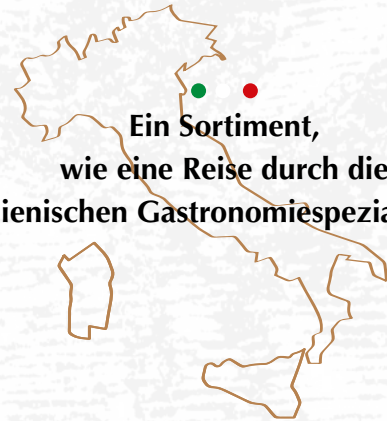 Ein Sortiment,
wie eine Reise durch die
ienischen Gastronomiespezia